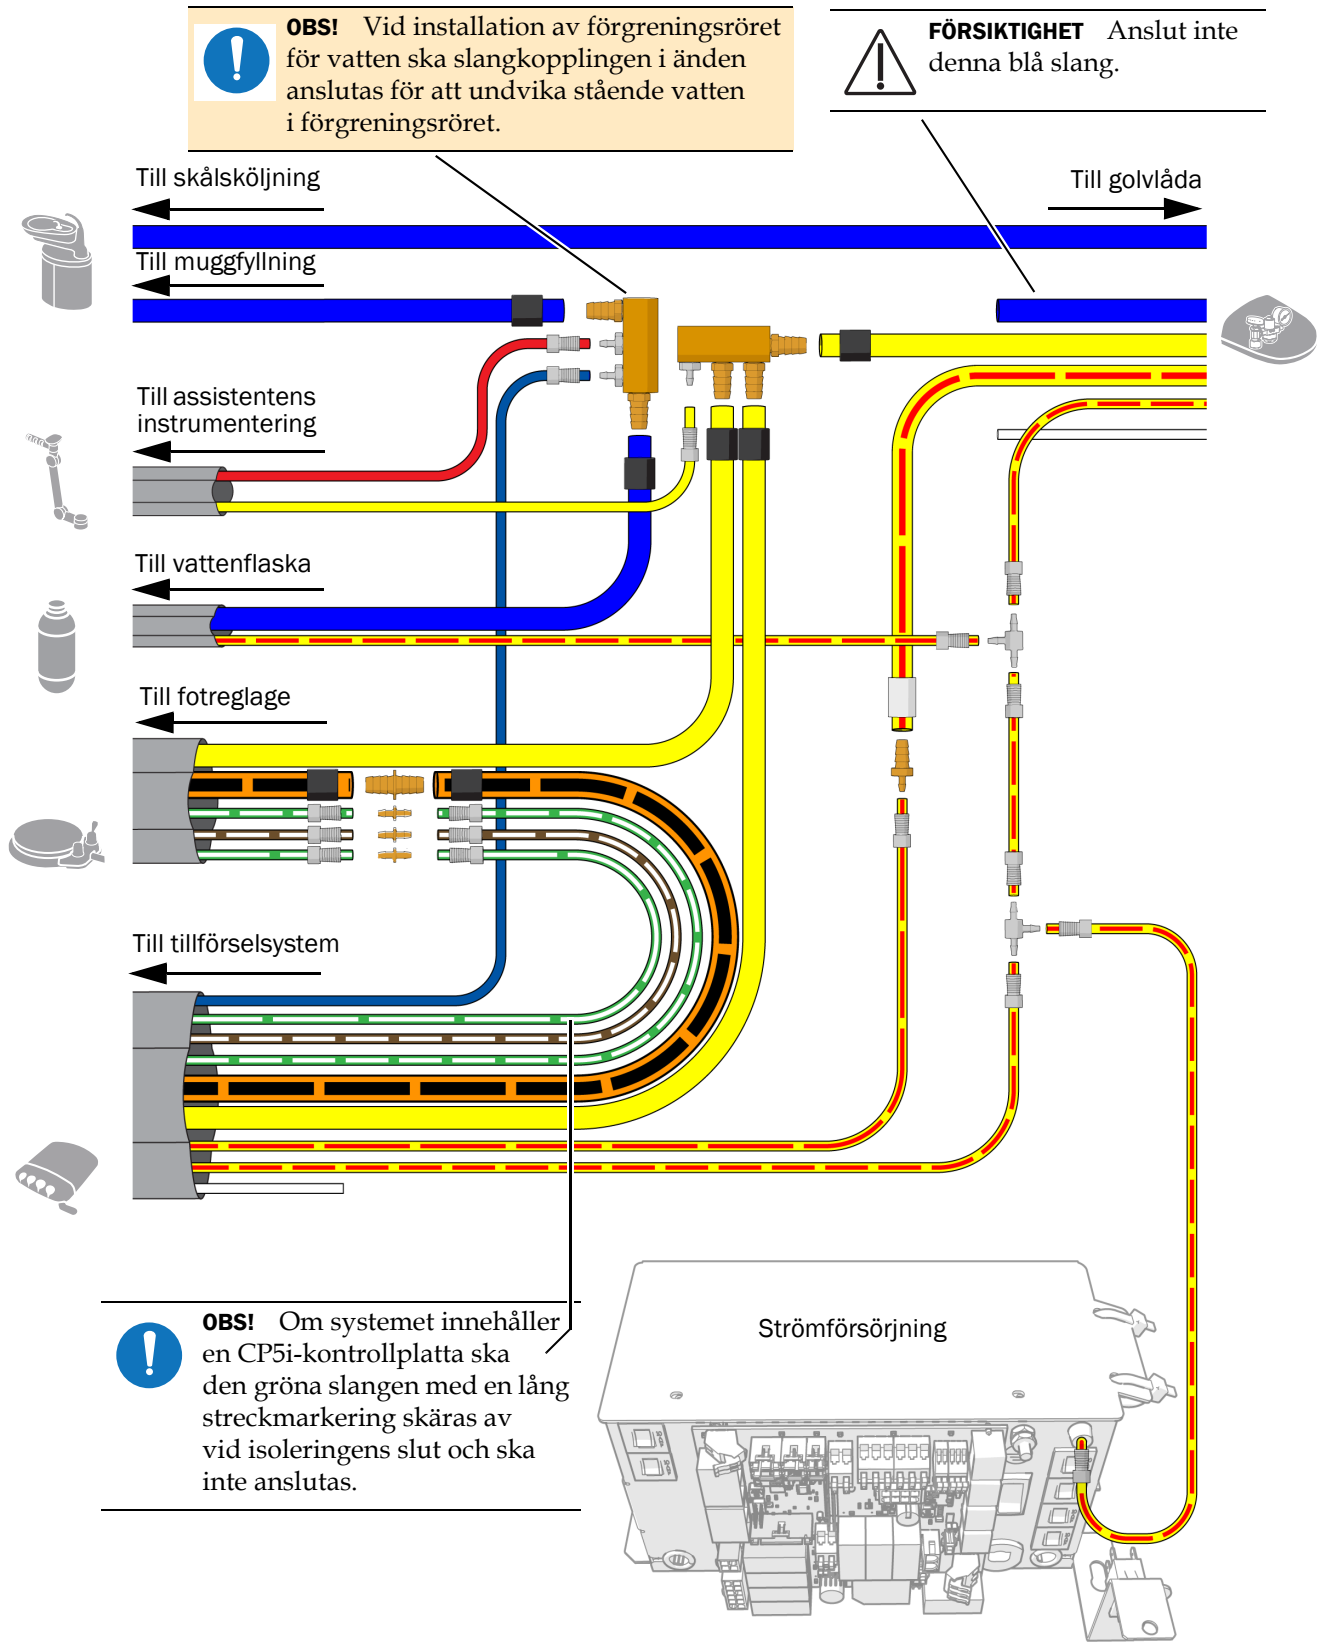 OBS! Vid installation av förgreningsröret
för vatten ska slangkopplingen i änden
anslutas för att undvika stående vatten
i förgreningsröret.
FÖRSIKTIGHET Anslut inte
denna blå slang.
Till skålsköljning
Till golvlåda
Till muggfyllning
Till assistentens
instrumentering
Till vattenflaska
Till fotreglage
Till tillförselsystem
OBS! Om systemet innehåller
en CP5i-kontrollplatta ska
den gröna slangen med en lång
streckmarkering skäras av
vid isoleringens slut och ska
inte anslutas.
Strömförsörjning